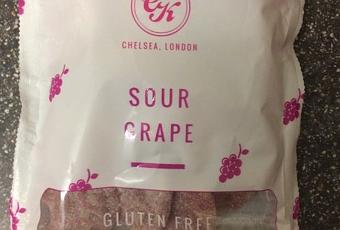 CK
CHELSEA, LONDON
SOUR
GRAPE
GLUTEN FREE